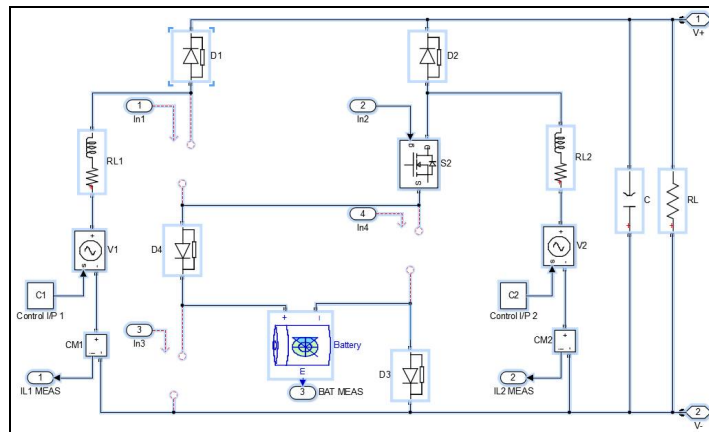 1
V+
D1
D2
1
In1
2
In2
g
D
S
S2
RL1
RL2
C
RL
4
In4
+
V1
s
-
D4
+
V2
s
-
C1
Control I/P 1
C2
Control I/P 2
3
In3
+
−
Battery
E
CM1
+
i
-
CM2
+
i
-
D3
1
IL1 MEAS
3
BAT MEAS
2
IL2 MEAS
2
V-